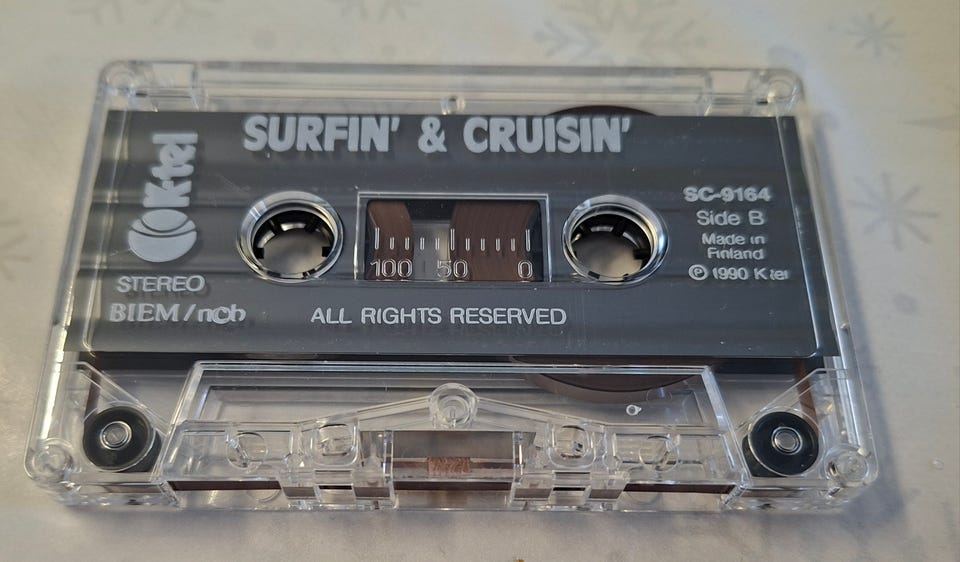 SURFIN' & CRUISIN'
K-tel
SC-9164
Side B
Made in
Finland
℗ 1990 K-tel
100 50 0
STEREO
BIEM/ncb
ALL RIGHTS RESERVED